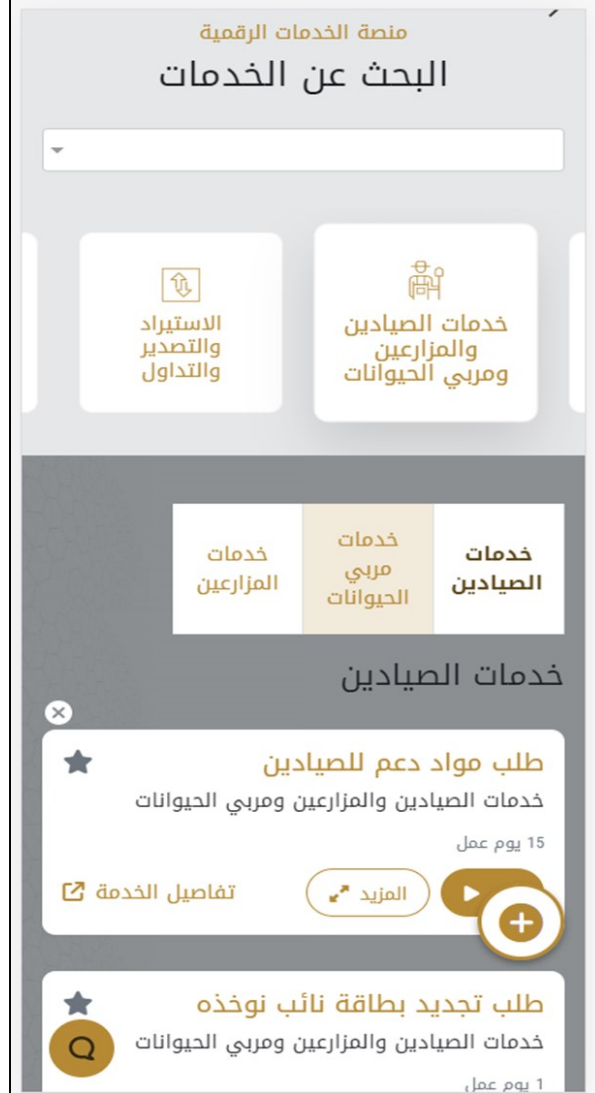 منصة الخدمات الرقمية
البحث عن الخدمات
خدمات الصيادين
والمزارعين
ومربي الحيوانات
الاستيراد
والتصدير
والتداول
خدمات
الصيادين
خدمات
مربي
الحيوانات
خدمات
المزارعين
خدمات الصيادين
طلب مواد دعم للصيادين
خدمات الصيادين والمزارعين ومربي الحيوانات
15 يوم عمل
المزيد
تفاصيل الخدمة
طلب تجديد بطاقة نائب نوخذه
خدمات الصيادين والمزارعين ومربي الحيوانات
1 يوم عمل